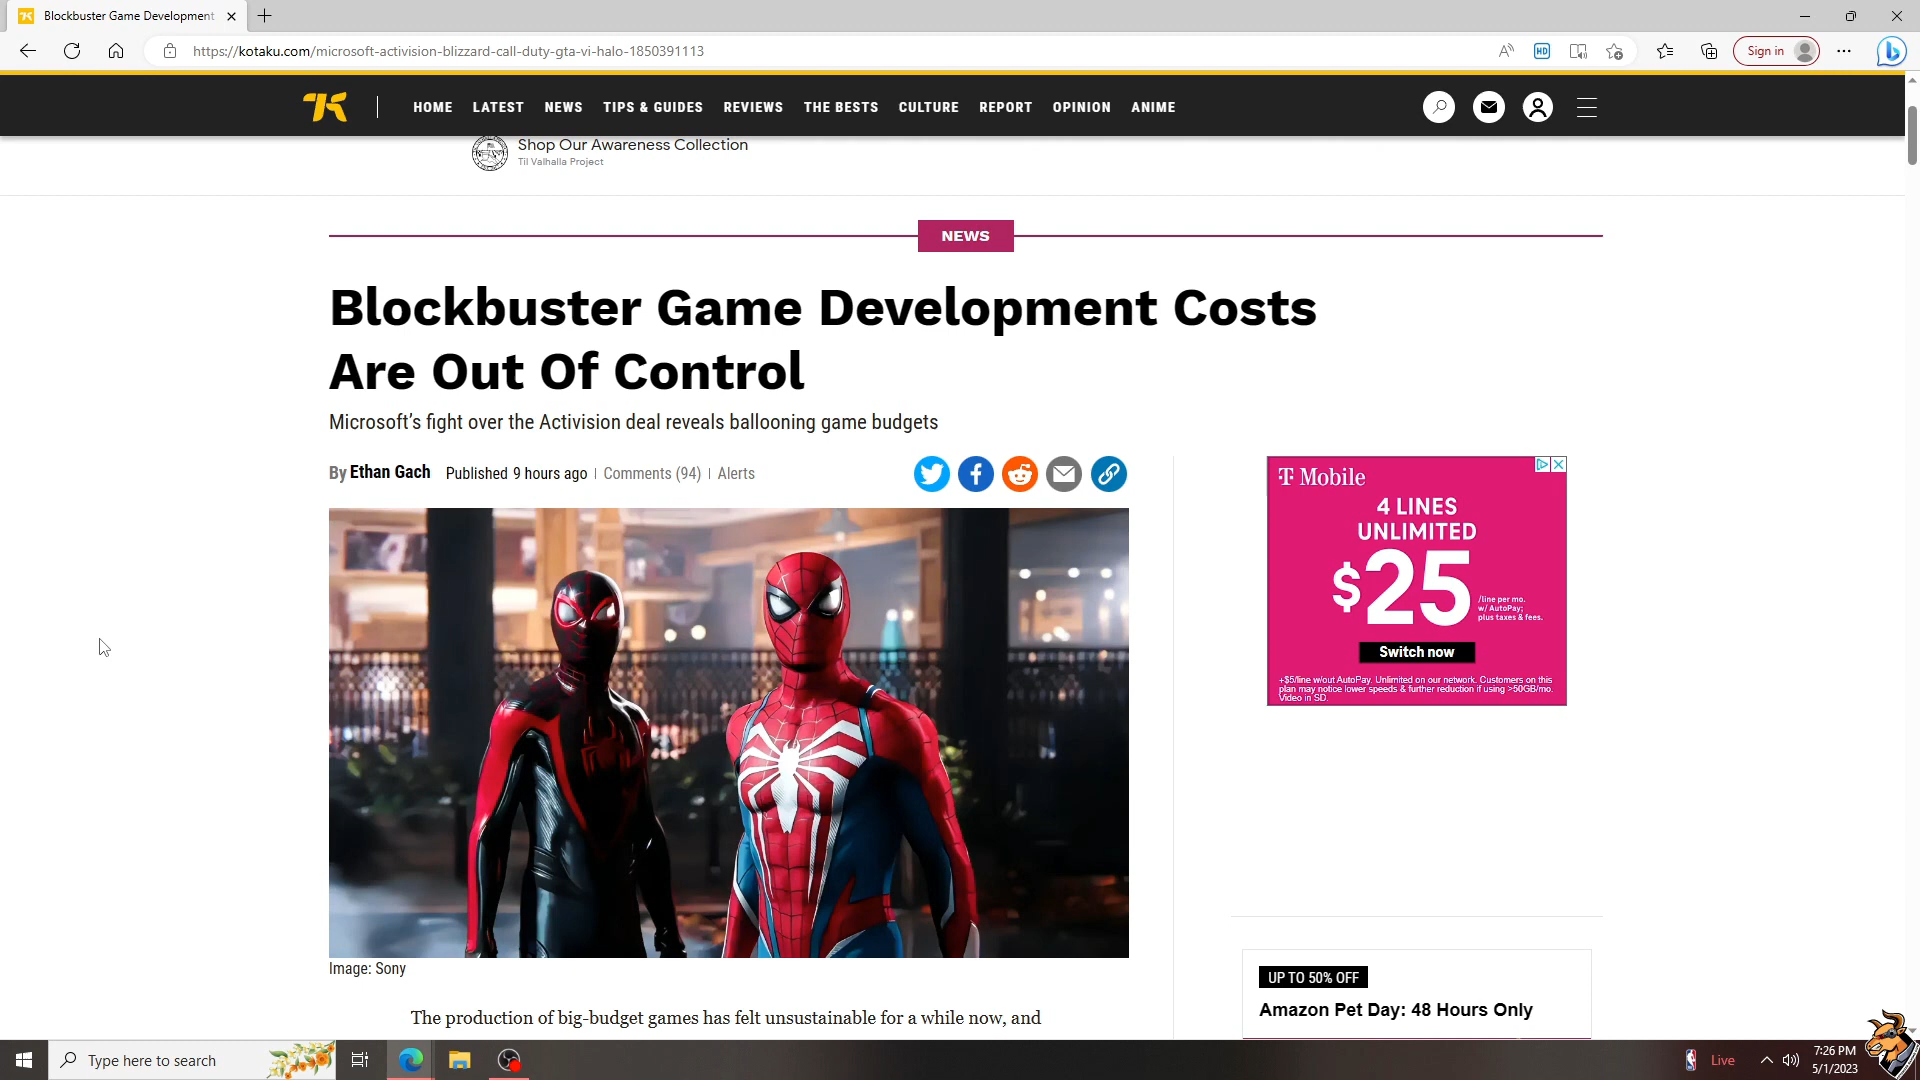 Blockbuster Game Development
https://kotaku.com/microsoft-activision-blizzard-call-duty-gta-vi-halo-1850391113
HD
Sign in
HOME LATEST NEWS TIPS & GUIDES REVIEWS THE BESTS CULTURE REPORT OPINION ANIME
Shop Our Awareness Collection
Til Valhalla Project
NEWS
Blockbuster Game Development Costs
Are Out Of Control
Microsoft's fight over the Activision deal reveals ballooning game budgets
By Ethan Gach Published 9 hours ago | Comments (94) | Alerts
T Mobile
4 LINES
UNLIMITED
$25
/line per mo.
w/ AutoPay;
plus taxes & fees.
Switch now
+$5/line w/out AutoPay. Unlimited on our network. Customers on this
plan may notice lower speeds & further reduction if using >50GB/mo.
Video in SD.
Image: Sony
The production of big-budget games has felt unsustainable for a while now, and
UP TO 50% OFF
Amazon Pet Day: 48 Hours Only
Type here to search
Live
7:26 PM
5/1/2023